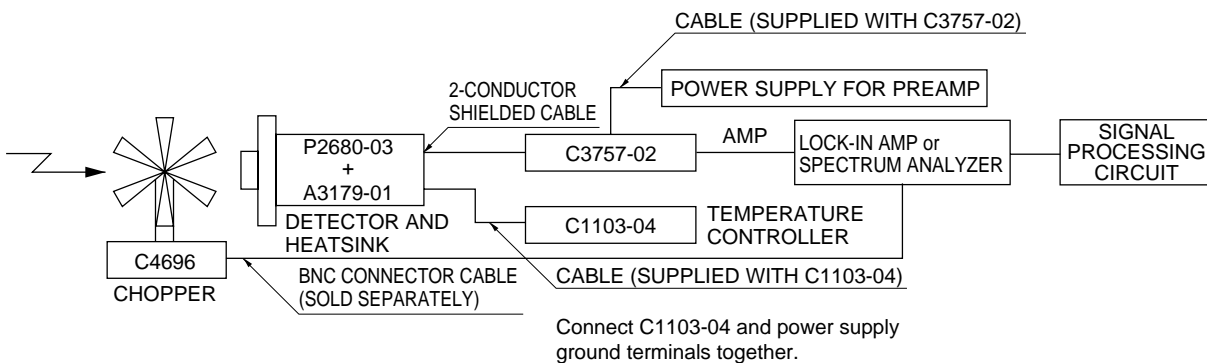 CABLE (SUPPLIED WITH C3757-02)
2-CONDUCTOR
SHIELDED CABLE
POWER SUPPLY FOR PREAMP
P2680-03
+
A3179-01
C3757-02
AMP
LOCK-IN AMP or
SPECTRUM ANALYZER
SIGNAL
PROCESSING
CIRCUIT
DETECTOR AND
HEATSINK
C1103-04
TEMPERATURE
CONTROLLER
C4696
CHOPPER
BNC CONNECTOR CABLE
(SOLD SEPARATELY)
CABLE (SUPPLIED WITH C1103-04)
Connect C1103-04 and power supply
ground terminals together.